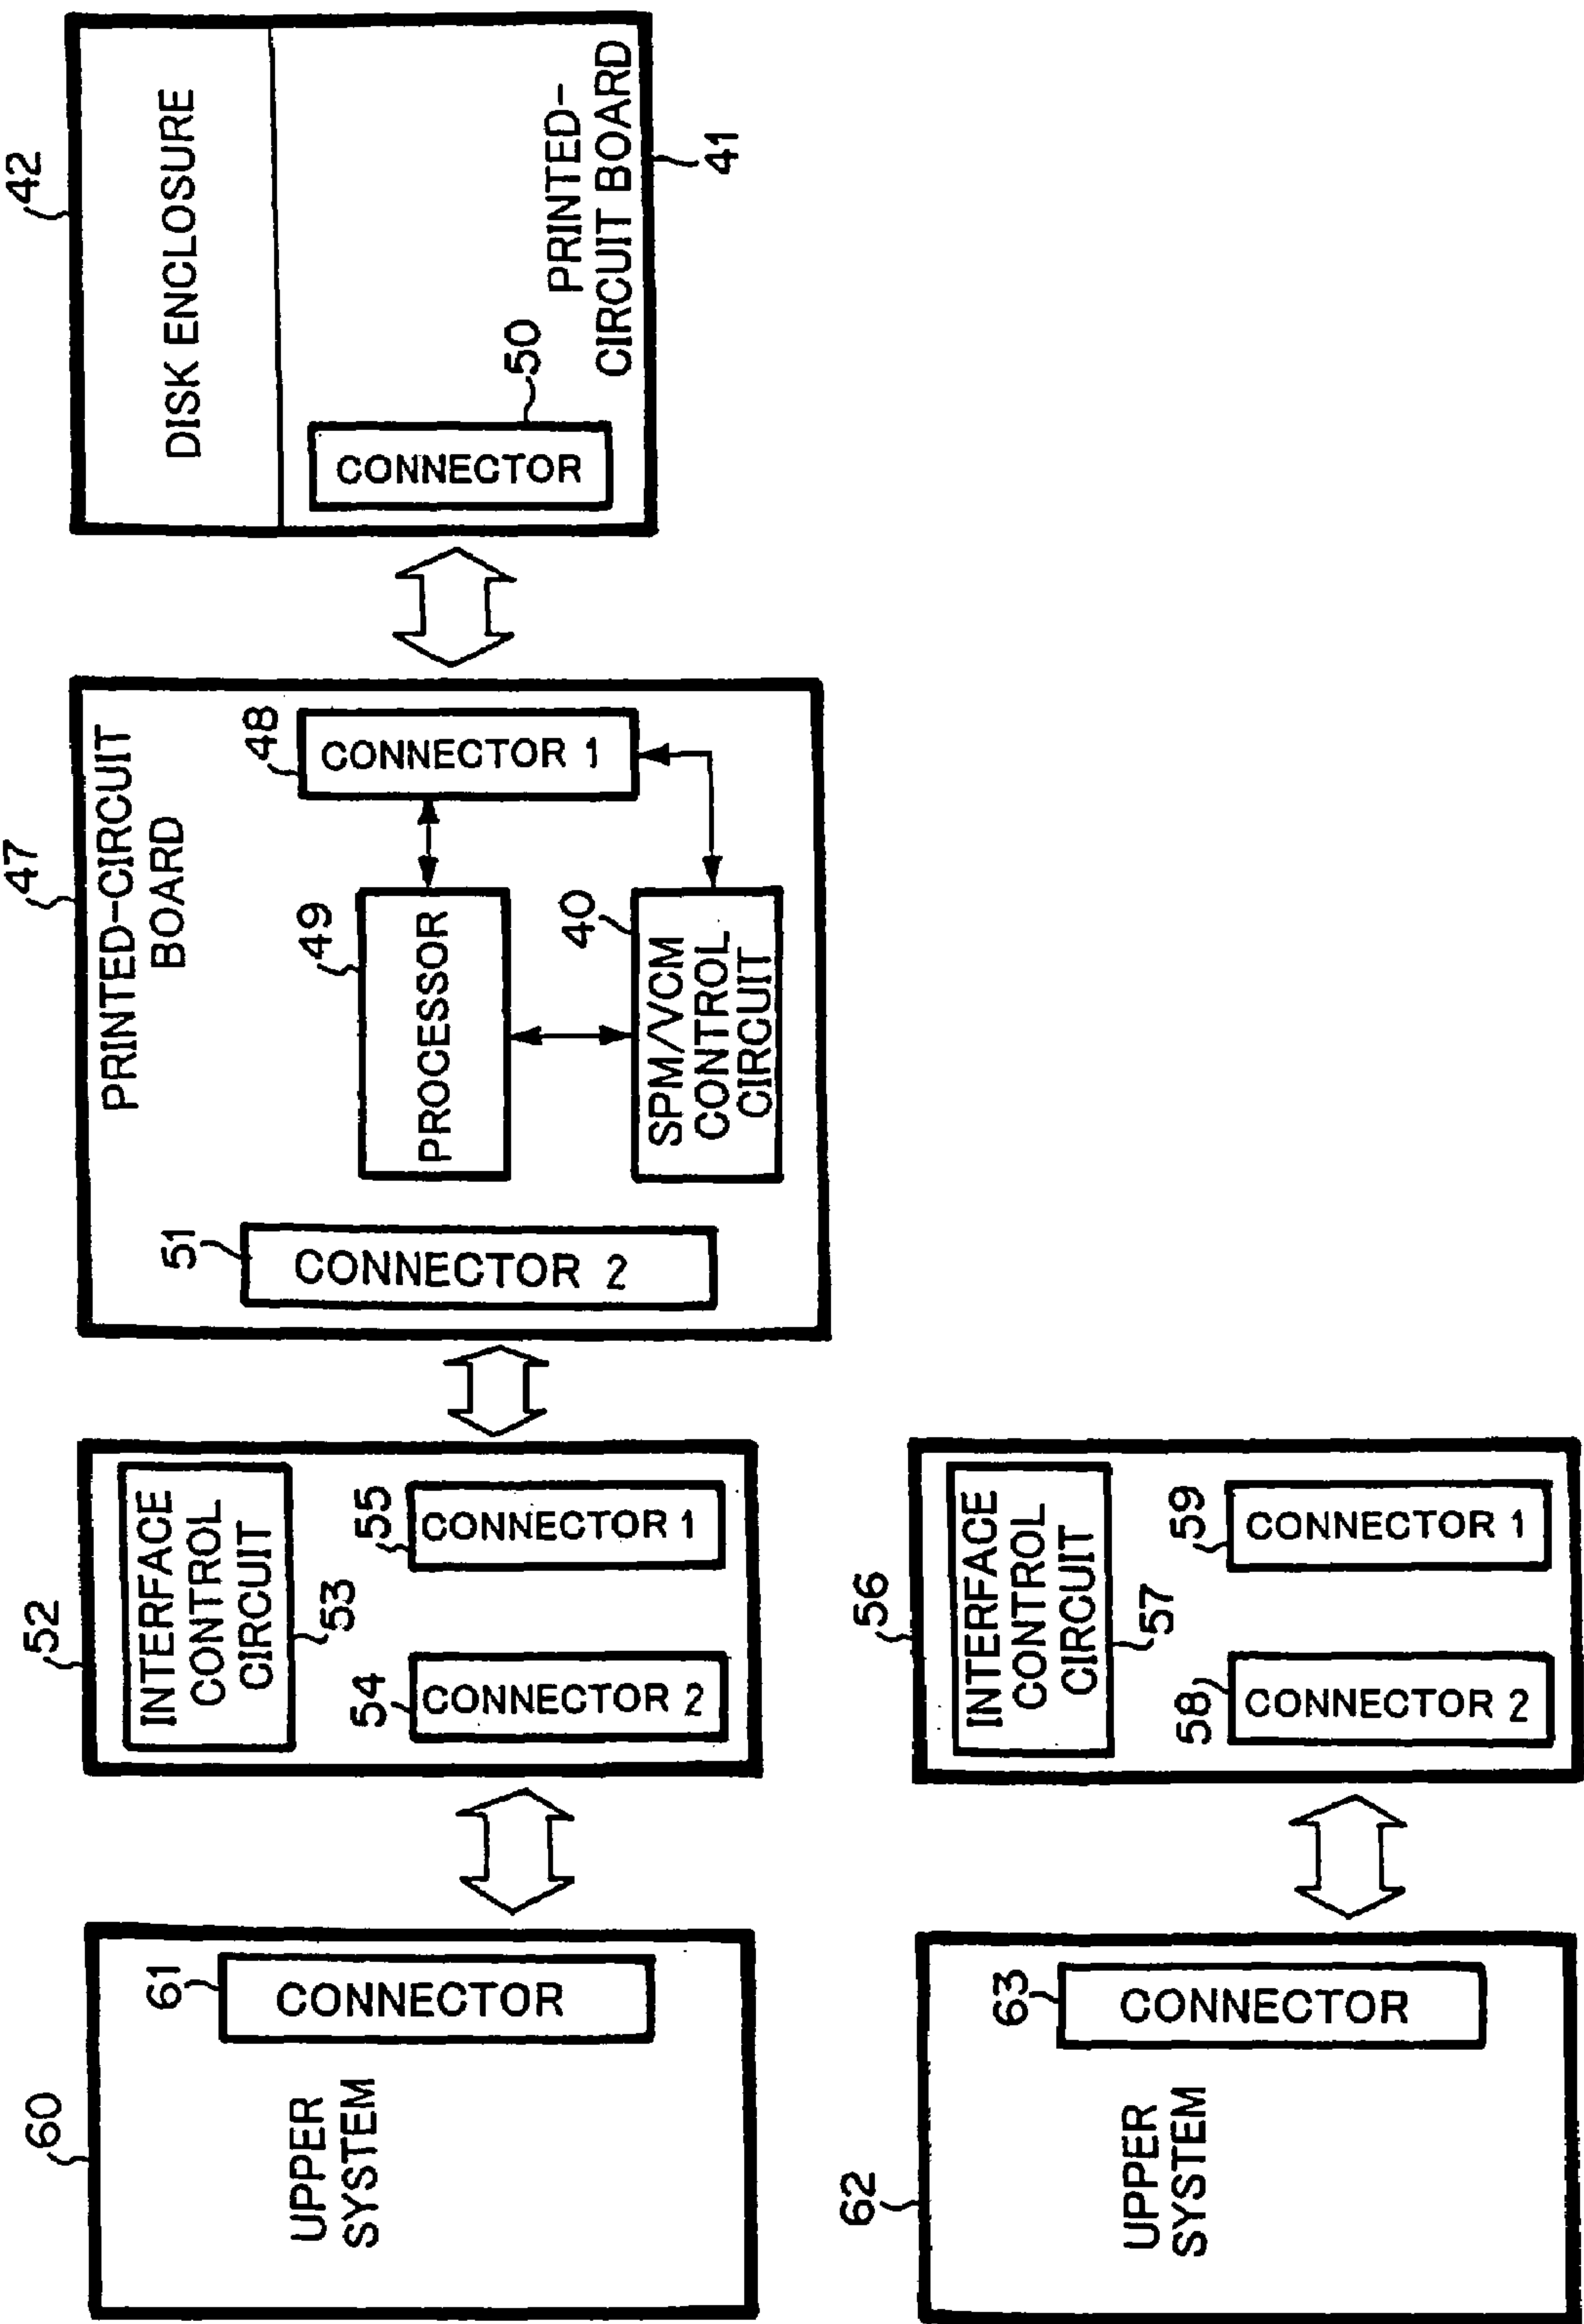 42
DISK ENCLOSURE
50
CONNECTOR
PRINTED-
CIRCUIT BOARD
41
47
PRINTED-CIRCUIT
BOARD
48
CONNECTOR 1
49
PROCESSOR
40
SPM/VCM
CONTROL
CIRCUIT
51
CONNECTOR 2
52
INTERFACE
CONTROL
CIRCUIT
53
55
CONNECTOR 1
54
CONNECTOR 2
56
INTERFACE
CONTROL
CIRCUIT
57
59
CONNECTOR 1
58
CONNECTOR 2
60
61
CONNECTOR
UPPER
SYSTEM
62
63
CONNECTOR
UPPER
SYSTEM